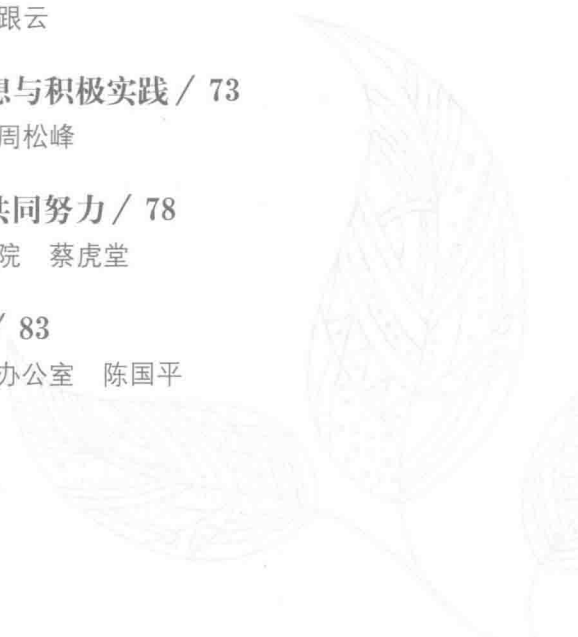 跟云
想与积极实践 / 73
周松峰
共同努力 / 78
院 蔡虎堂
/ 83
办公室 陈国平